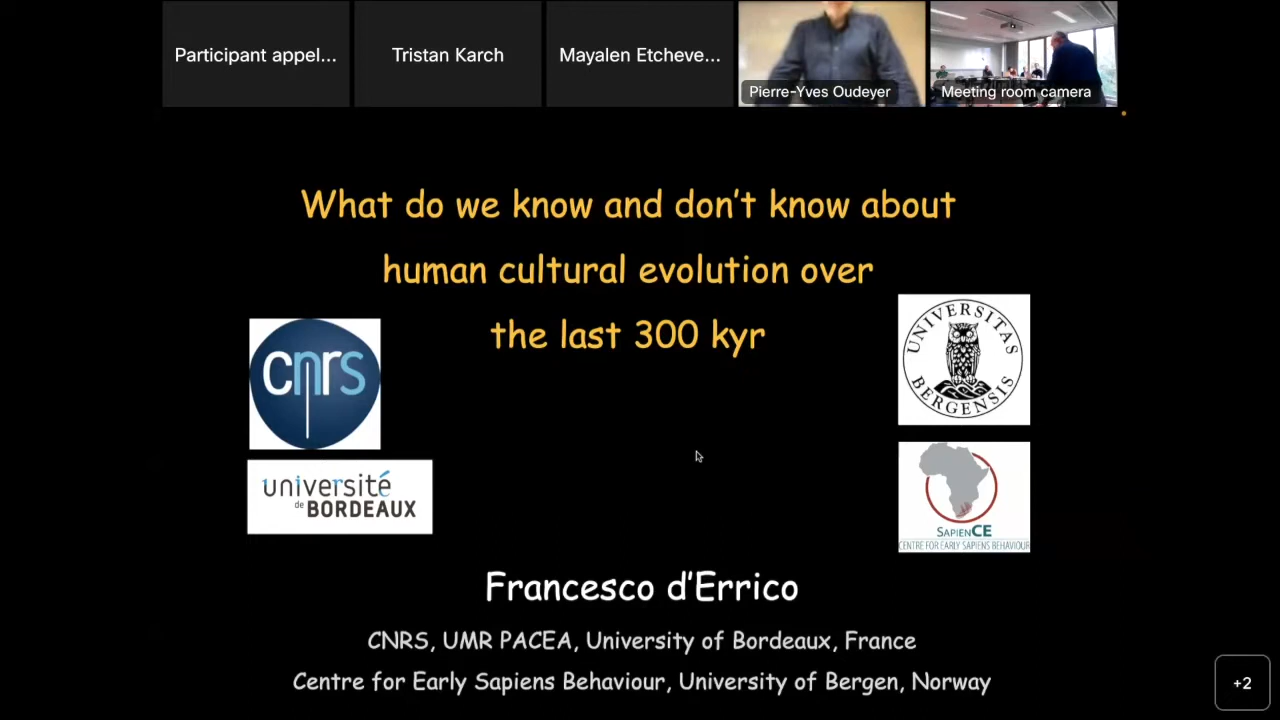 Participant appel...
Tristan Karch
Mayalen Etcheve...
Pierre-Yves Oudeyer
Meeting room camera
What do we know and don't know about
human cultural evolution over
the last 300 kyr
cnrs
université
de BORDEAUX
UNIVERSITAS
BERGENSIS
SAPIENCE
CENTRE FOR EARLY SAPIENS BEHAVIOUR
Francesco d'Errico
CNRS, UMR PACEA, University of Bordeaux, France
Centre for Early Sapiens Behaviour, University of Bergen, Norway
+2